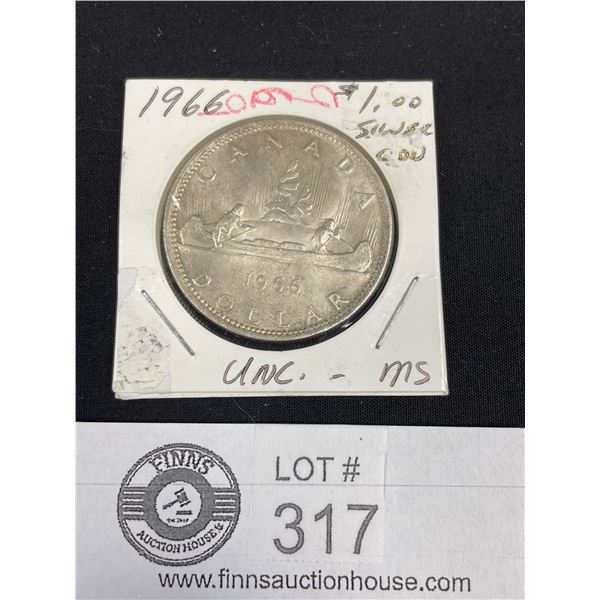 1966 $1.00
SILVER
CDN
CANADA
1966
DOLLAR
UNC. - MS
FINNS
AUCTION HOUSE
LOT #
317
www.finnsauctionhouse.com